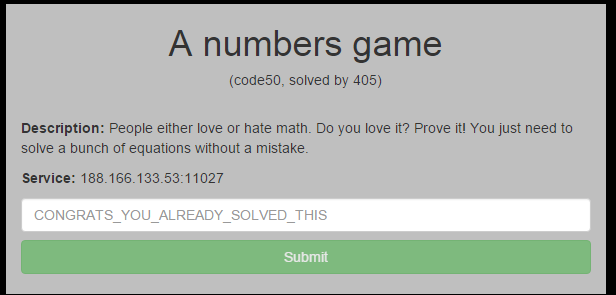 A numbers game
(code50, solved by 405)
Description: People either love or hate math. Do you love it? Prove it! You just need to
solve a bunch of equations without a mistake.
Service: 188.166.133.53:11027
CONGRATS_YOU_ALREADY_SOLVED_THIS
Submit